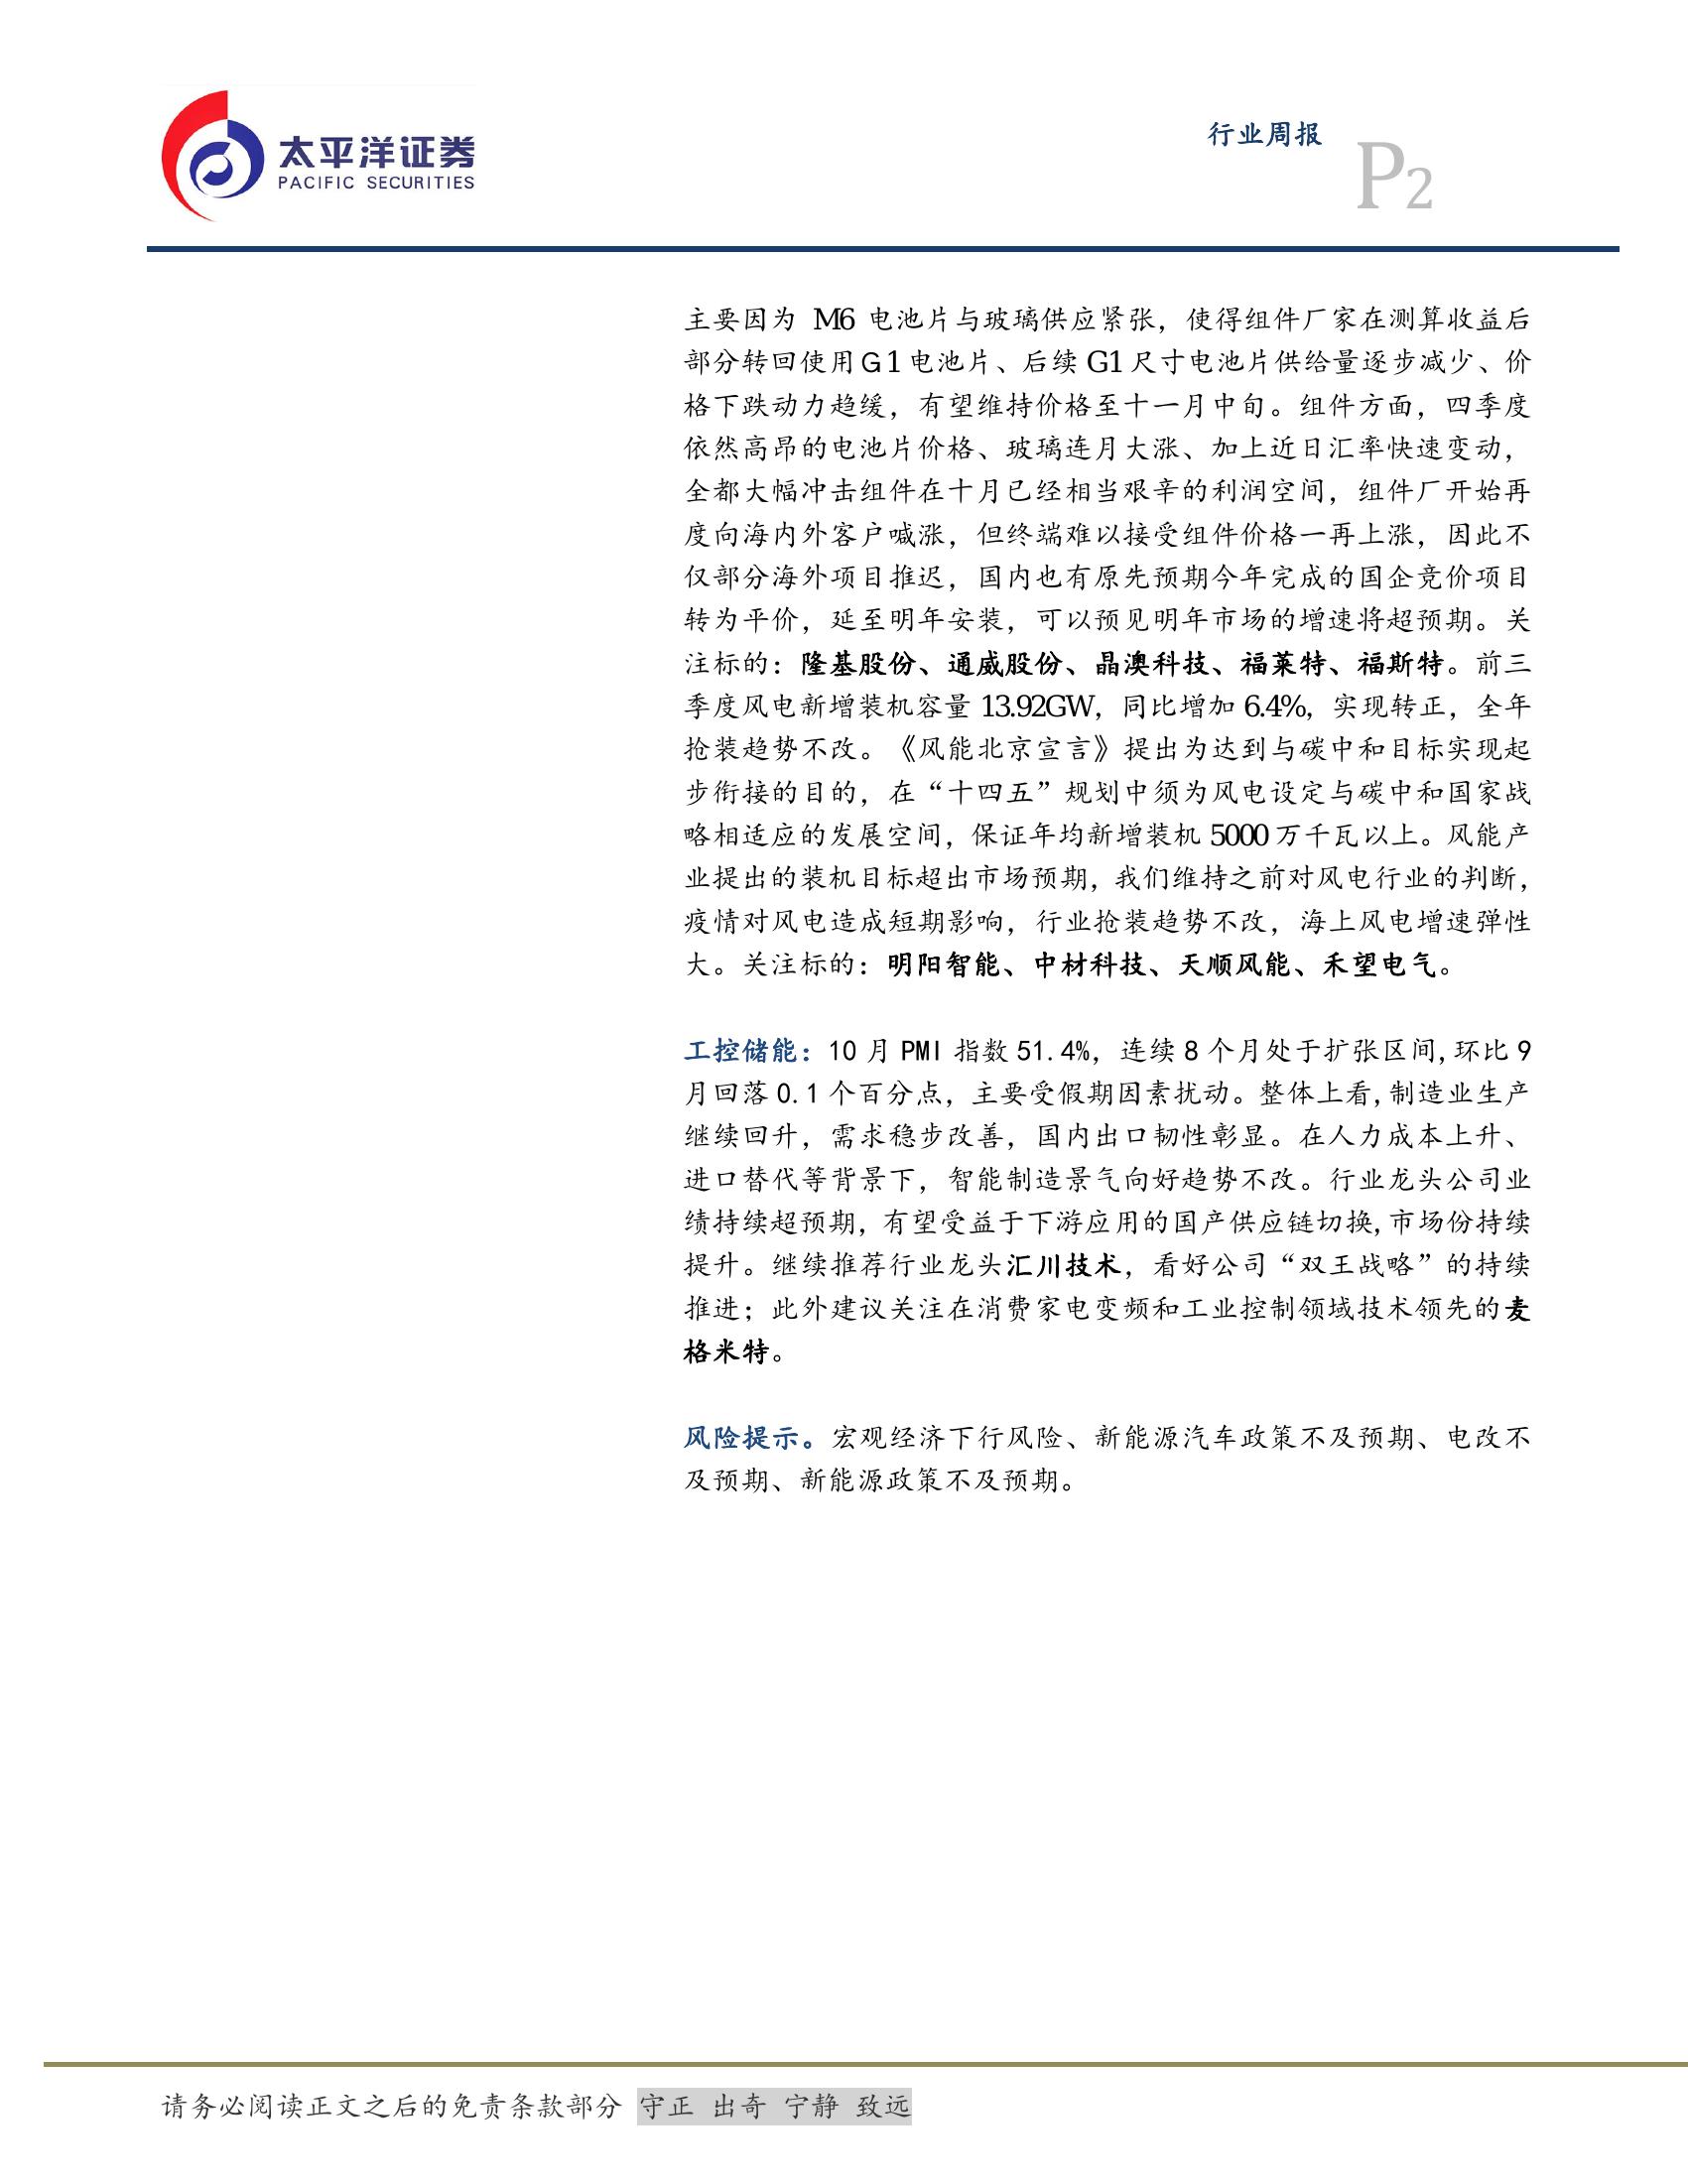 太平洋证券
PACIFIC SECURITIES
行业周报
P2
主要因为 M6 电池片与玻璃供应紧张，使得组件厂家在测算收益后
部分转回使用G1电池片、后续 G1尺寸电池片供给量逐步减少、价
格下跌动力趋缓，有望维持价格至十一月中旬。组件方面，四季度
依然高昂的电池片价格、玻璃连月大涨、加上近日汇率快速变动，
全都大幅冲击组件在十月已经相当艰辛的利润空间，组件厂开始再
度向海内外客户喊涨，但终端难以接受组件价格一再上涨，因此不
仅部分海外项目推迟，国内也有原先预期今年完成的国企竞价项目
转为平价，延至明年安装，可以预见明年市场的增速将超预期。关
注标的：隆基股份、通威股份、晶澳科技、福莱特、福斯特。前三
季度风电新增装机容量 13.92GW，同比增加 6.4%，实现转正，全年
抢装趋势不改。《风能北京宣言》提出为达到与碳中和目标实现起
步衔接的目的，在“十四五”规划中须为风电设定与碳中和国家战
略相适应的发展空间，保证年均新增装机 5000 万千瓦以上。风能产
业提出的装机目标超出市场预期，我们维持之前对风电行业的判断，
疫情对风电造成短期影响，行业抢装趋势不改，海上风电增速弹性
大。关注标的：明阳智能、中材科技、天顺风能、禾望电气。
工控储能：10 月 PMI 指数 51.4%，连续 8 个月处于扩张区间,环比 9
月回落 0.1 个百分点，主要受假期因素扰动。整体上看,制造业生产
继续回升，需求稳步改善，国内出口韧性彰显。在人力成本上升、
进口替代等背景下，智能制造景气向好趋势不改。行业龙头公司业
绩持续超预期，有望受益于下游应用的国产供应链切换,市场份持续
提升。继续推荐行业龙头汇川技术，看好公司“双王战略”的持续
推进；此外建议关注在消费家电变频和工业控制领域技术领先的麦
格米特。
风险提示。宏观经济下行风险、新能源汽车政策不及预期、电改不
及预期、新能源政策不及预期。
请务必阅读正文之后的免责条款部分 守正 出奇 宁静 致远